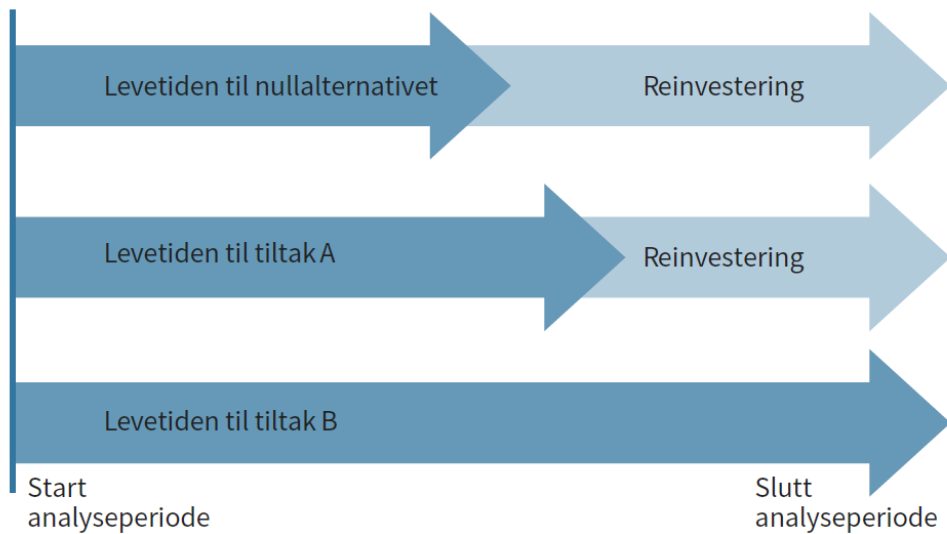 Levetiden til nullalternativet
Reinvestering
Levetiden til tiltak A
Reinvestering
Levetiden til tiltak B
Start
analyseperiode
Slutt
analyseperiode